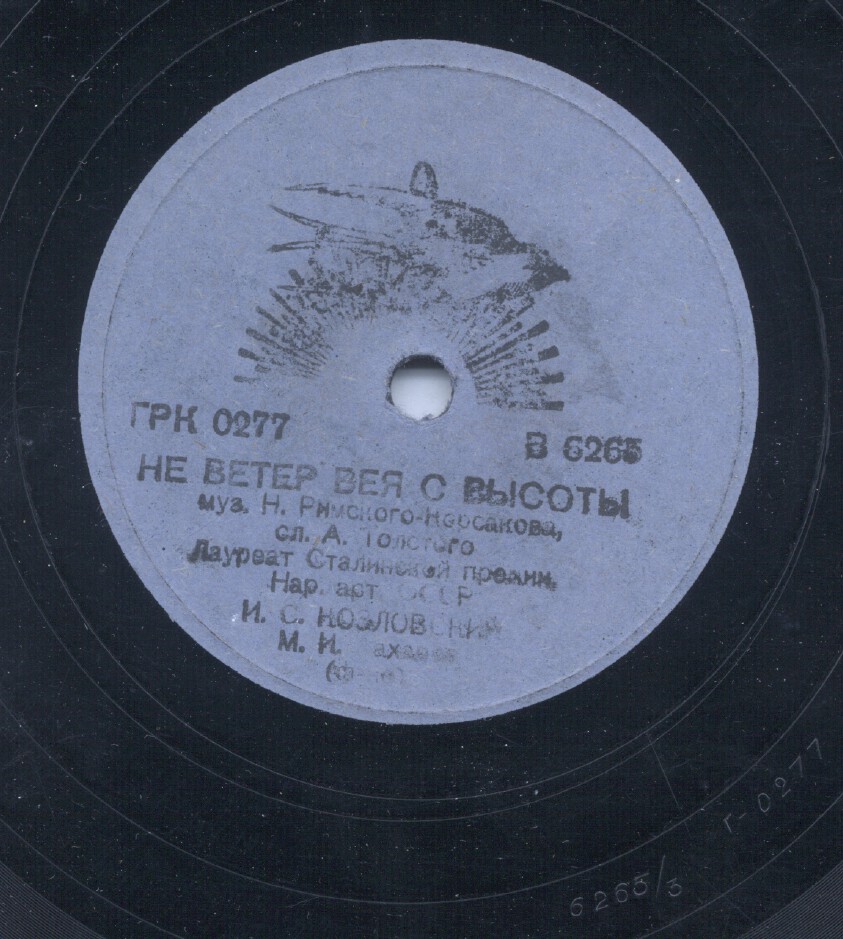 ГРК 0277
В 6265
НЕ ВЕТЕР ВЕЯ С ВЫСОТЫ
муз. Н. Римского-Корсакова,
сл. А. Толстого
Лауреат Сталинской премии,
Нар. арт. СССР
И. С. КОЗЛОВСКИЙ
М. И.
Г-0277
6265/3